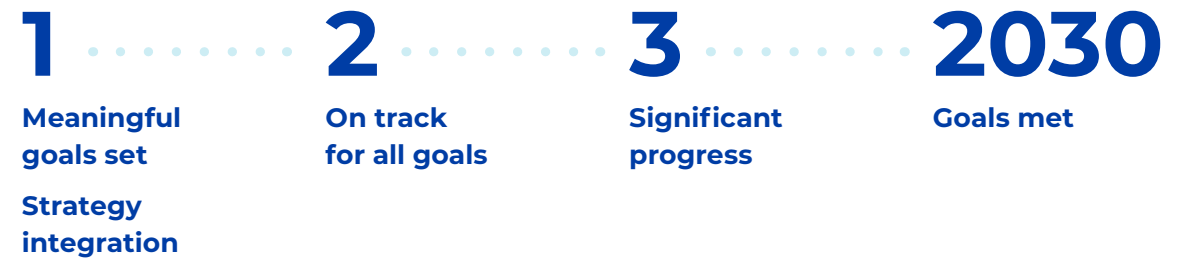 1
Meaningful
goals set
Strategy
integration
2
On track
for all goals
3
Significant
progress
2030
Goals met